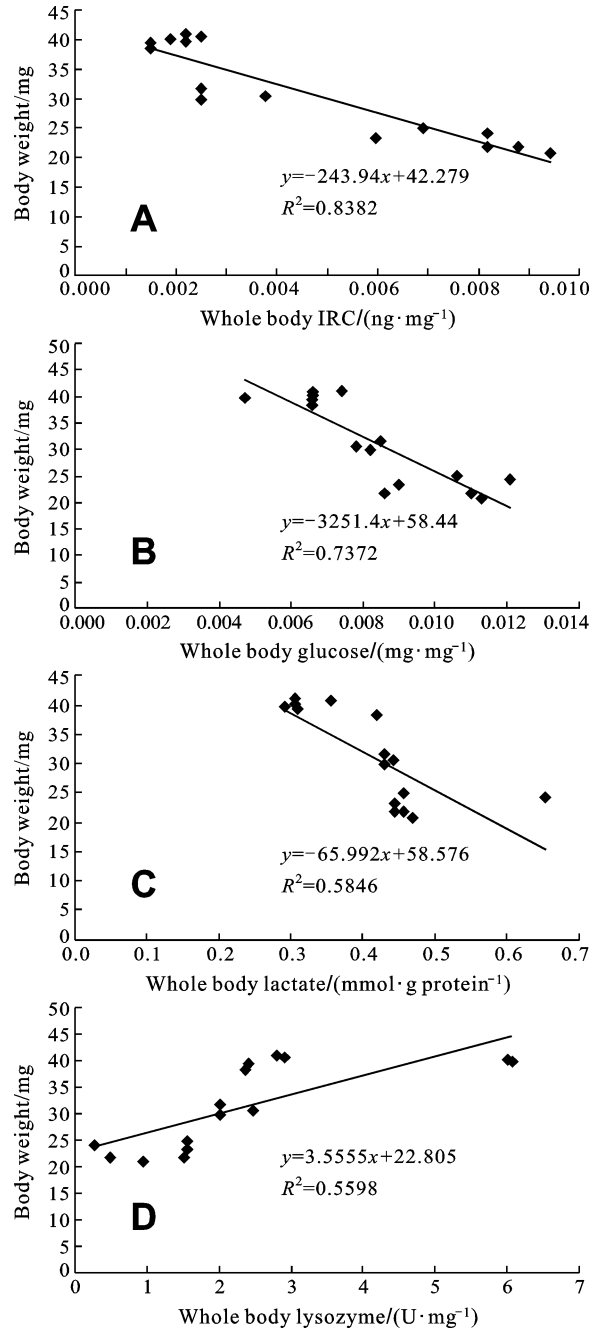 45
40
35
30
25
20
15
10
5
0
Body weight/mg
y=−243.94x+42.279
R²=0.8382
A
0.000 0.002 0.004 0.006 0.008 0.010
Whole body IRC/(ng·mg⁻¹)
50
45
40
35
30
25
20
15
10
5
0
Body weight/mg
y=−3251.4x+58.44
R²=0.7372
B
0.000 0.002 0.004 0.006 0.008 0.010 0.012 0.014
Whole body glucose/(mg·mg⁻¹)
45
40
35
30
25
20
15
10
5
0
Body weight/mg
y=−65.992x+58.576
R²=0.5846
C
0.0 0.1 0.2 0.3 0.4 0.5 0.6 0.7
Whole body lactate/(mmol·g protein⁻¹)
50
45
40
35
30
25
20
15
10
5
0
Body weight/mg
y=3.5555x+22.805
R²=0.5598
D
0 1 2 3 4 5 6 7
Whole body lysozyme/(U·mg⁻¹)